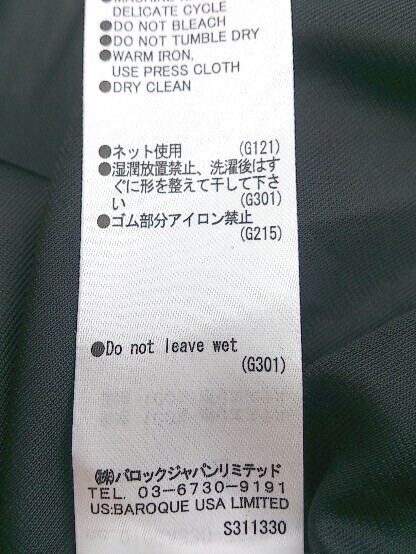 DELICATE CYCLE
●DO NOT BLEACH
●DO NOT TUMBLE DRY
●WARM IRON,
USE PRESS CLOTH
●DRY CLEAN
●ネット使用 (G121)
●湿潤放置禁止、洗濯後はす
ぐに形を整えて干して下さ
い (G301)
●ゴム部分アイロン禁止
(G215)
●Do not leave wet
(G301)
㈱バロックジャパンリミテッド
TEL. 03-6730-9191
US:BAROQUE USA LIMITED
S311330